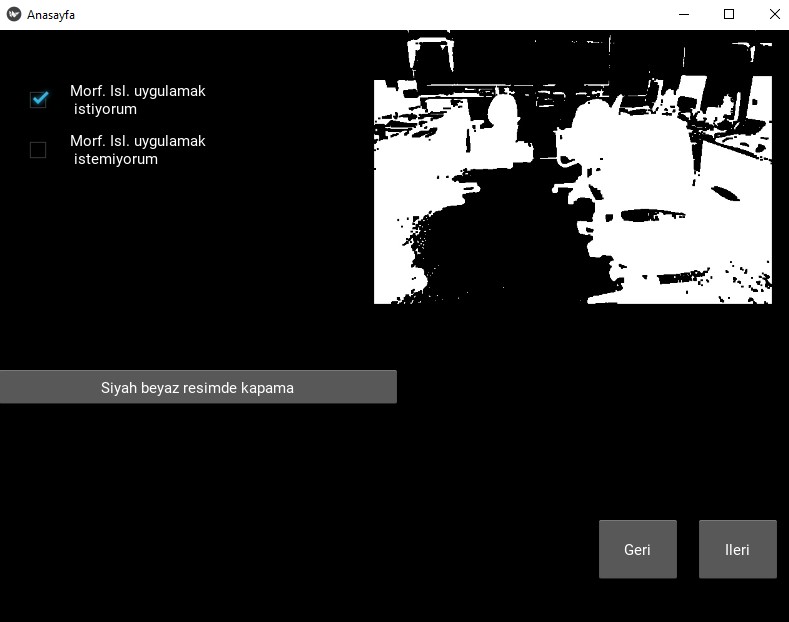 Anasayfa
Morf. Isl. uygulamak
istiyorum
Morf. Isl. uygulamak
istemiyorum
Siyah beyaz resimde kapama
Geri
Ileri